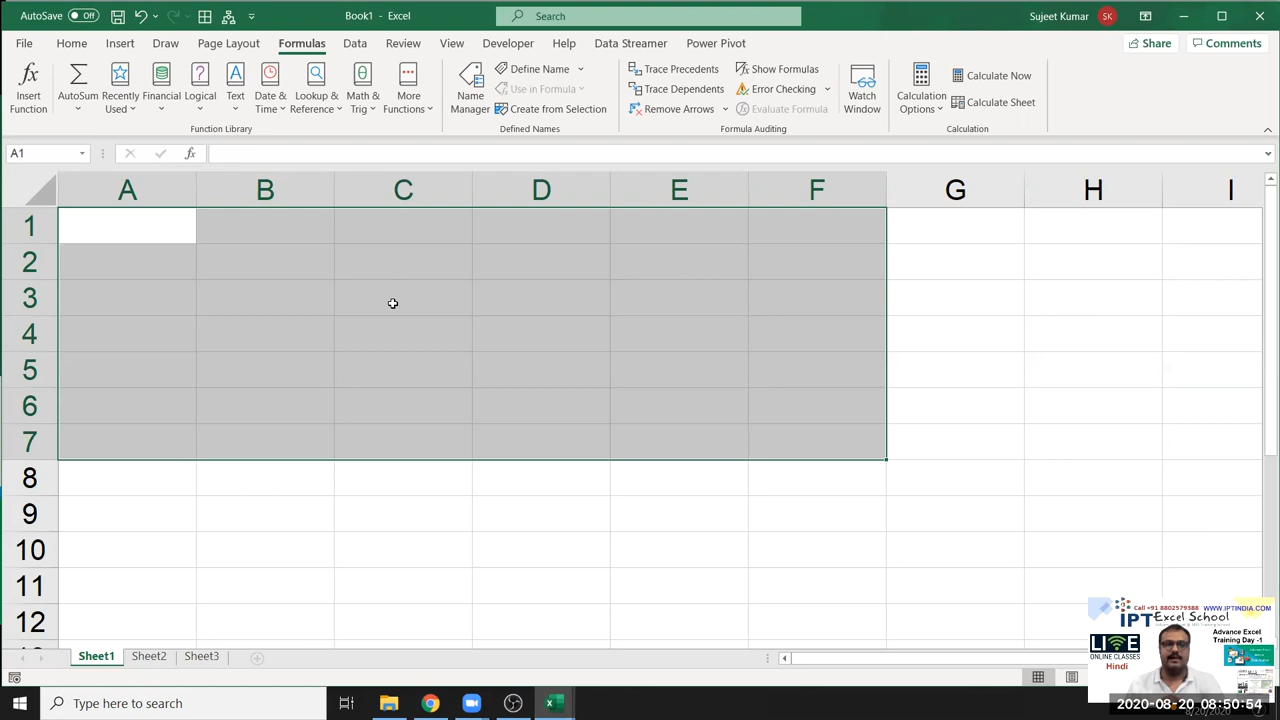 AutoSave Off
Book1 - Excel
Search
Sujeet Kumar SK
File Home Insert Draw Page Layout Formulas Data Review View Developer Help Data Streamer Power Pivot
Share Comments
Insert Function
AutoSum
Recently Used
Financial
Logical
Text
Date & Time
Lookup & Reference
Math & Trig
More Functions
Function Library
Name Manager
Define Name
Use in Formula
Create from Selection
Defined Names
Trace Precedents
Trace Dependents
Remove Arrows
Show Formulas
Error Checking
Evaluate Formula
Formula Auditing
Watch Window
Calculation Options
Calculate Now
Calculate Sheet
Calculation
A1
fx
A B C D E F G H I
1
2
3
4
5
6
7
8
9
10
11
12
Call +91 8802579388 WWW.IPTINDIA.COM
IPT Excel School
LIVE
ONLINE CLASSES
Hindi
Advance Excel
Training Day -1
Sheet1 Sheet2 Sheet3
Type here to search
2020-08-20 08:50:54
8/20/2020